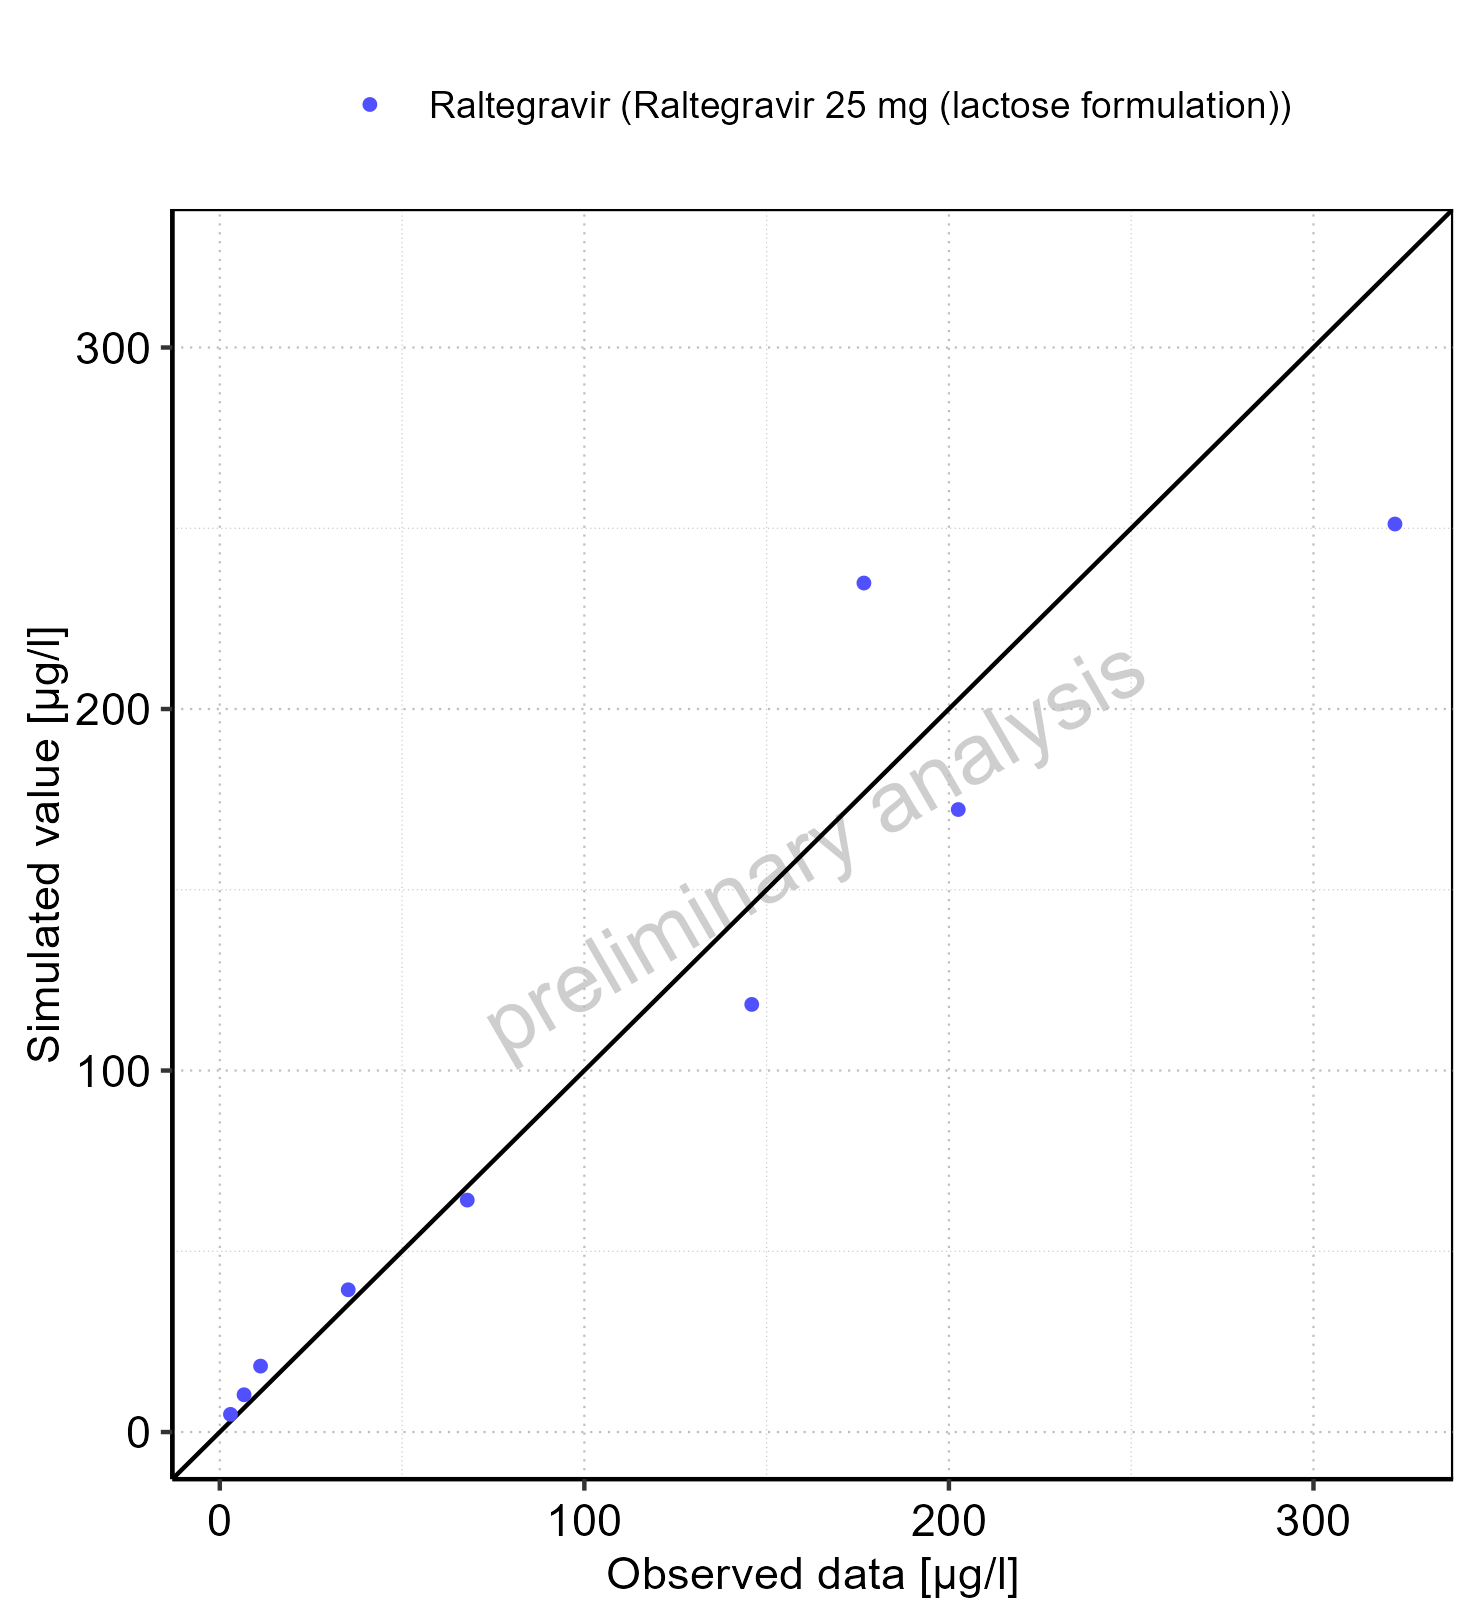 Raltegravir (Raltegravir 25 mg (lactose formulation))
300
200
100
0
Simulated value [µg/l]
preliminary analysis
0 100 200 300
Observed data [µg/l]